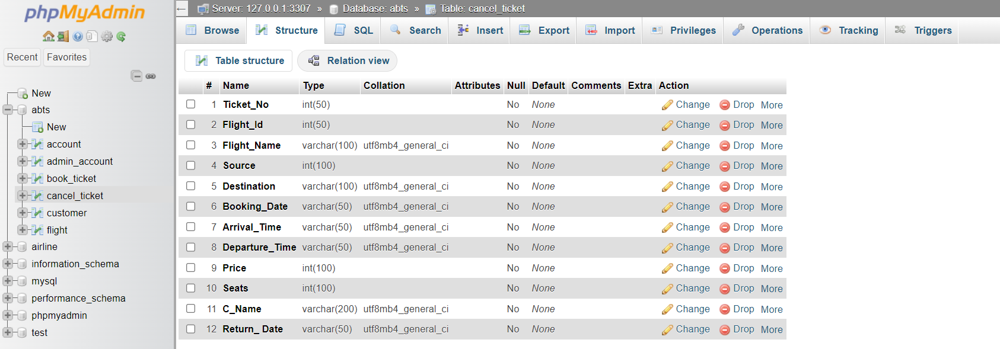 phpMyAdmin
Recent Favorites
New
abts
New
account
admin_account
book_ticket
cancel_ticket
customer
flight
airline
information_schema
mysql
performance_schema
phpmyadmin
test
Server: 127.0.0.1:3307 » Database: abts » Table: cancel_ticket
Browse Structure SQL Search Insert Export Import Privileges Operations Tracking Triggers
Table structure Relation view
# Name Type Collation Attributes Null Default Comments Extra Action
1 Ticket_No int(50) No None Change Drop More
2 Flight_Id int(50) No None Change Drop More
3 Flight_Name varchar(100) utf8mb4_general_ci No None Change Drop More
4 Source int(100) No None Change Drop More
5 Destination varchar(100) utf8mb4_general_ci No None Change Drop More
6 Booking_Date varchar(50) utf8mb4_general_ci No None Change Drop More
7 Arrival_Time varchar(50) utf8mb4_general_ci No None Change Drop More
8 Departure_Time varchar(50) utf8mb4_general_ci No None Change Drop More
9 Price int(100) No None Change Drop More
10 Seats int(100) No None Change Drop More
11 C_Name varchar(200) utf8mb4_general_ci No None Change Drop More
12 Return_ Date varchar(50) utf8mb4_general_ci No None Change Drop More